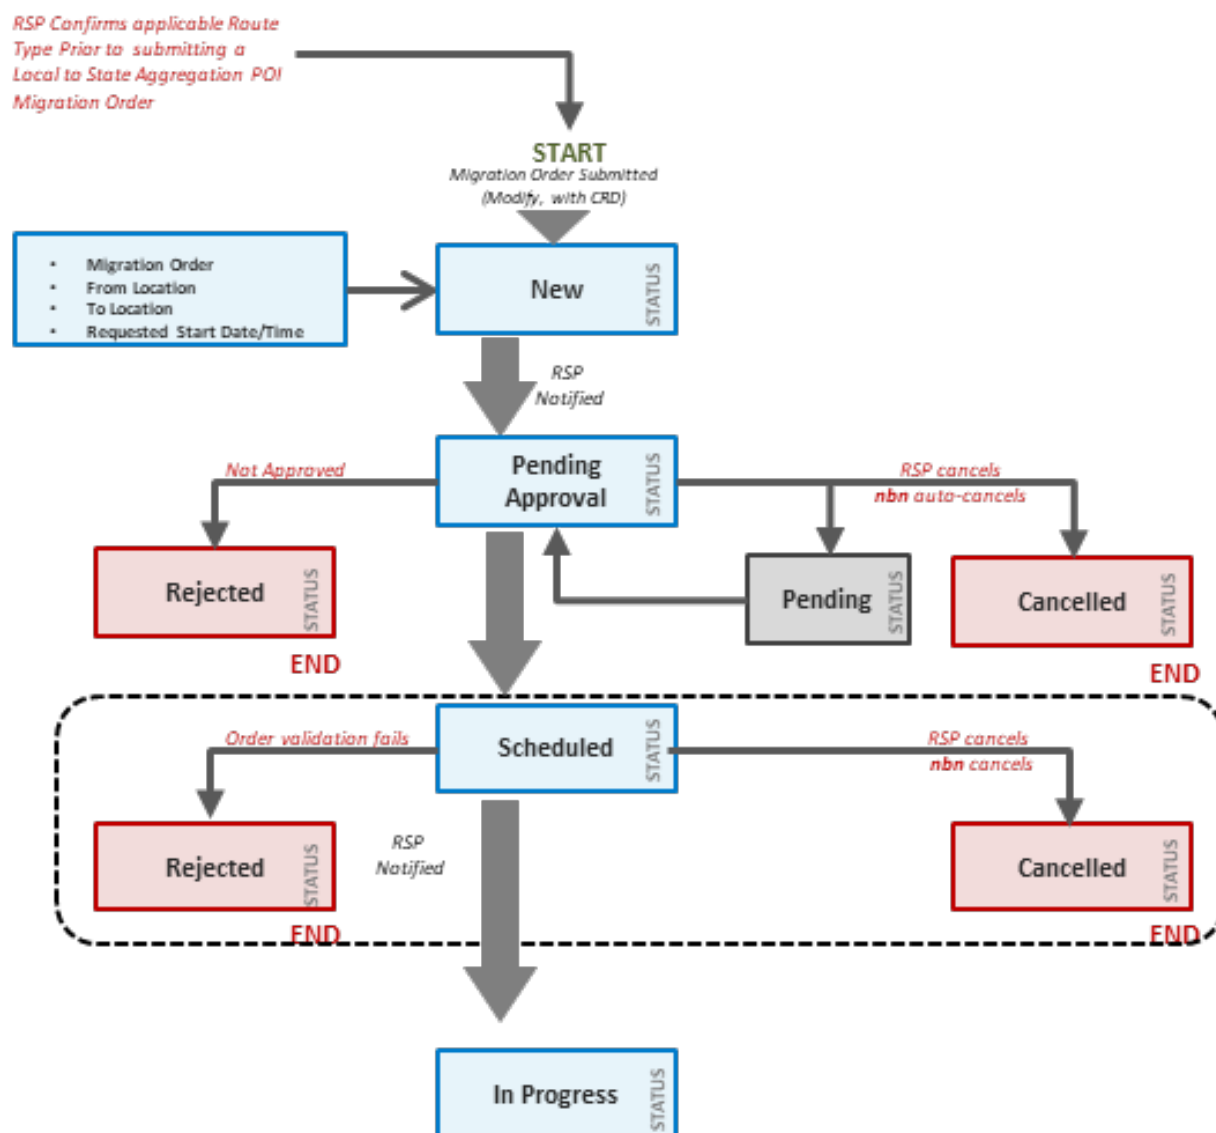 RSP Confirms applicable Route
Type Prior to submitting a
Local to State Aggregation POI
Migration Order
START
Migration Order Submitted
(Modify, with CRD)
• Migration Order
• From Location
• To Location
• Requested Start Date/Time
New
STATUS
RSP
Notified
Pending
Approval
STATUS
Not Approved
RSP cancels
nbn auto-cancels
Rejected
STATUS
END
Pending
STATUS
Cancelled
STATUS
END
Scheduled
STATUS
Order validation fails
RSP cancels
nbn cancels
Rejected
STATUS
END
RSP
Notified
Cancelled
STATUS
END
In Progress
STATUS